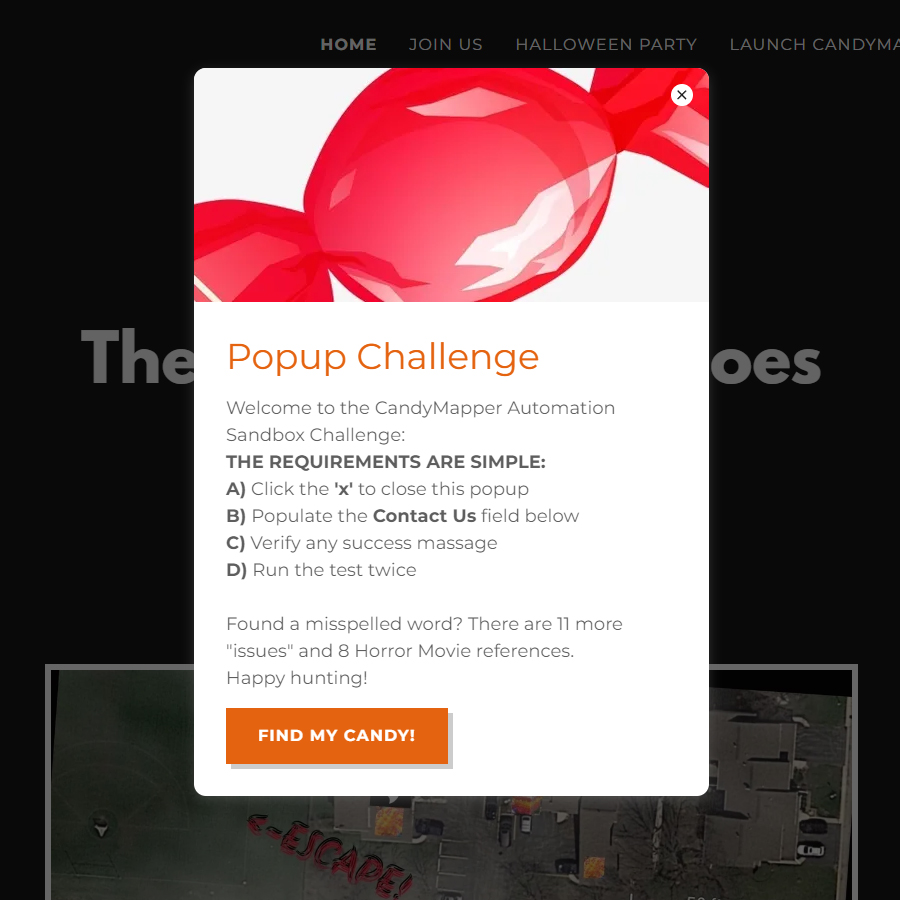 HOME JOIN US HALLOWEEN PARTY LAUNCH
The
oes
Popup Challenge
Welcome to the CandyMapper Automation
Sandbox Challenge:
THE REQUIREMENTS ARE SIMPLE:
A) Click the 'x' to close this popup
B) Populate the Contact Us field below
C) Verify any success massage
D) Run the test twice
Found a misspelled word? There are 11 more
"issues" and 8 Horror Movie references.
Happy hunting!
FIND MY CANDY!
<-ESCAPE!